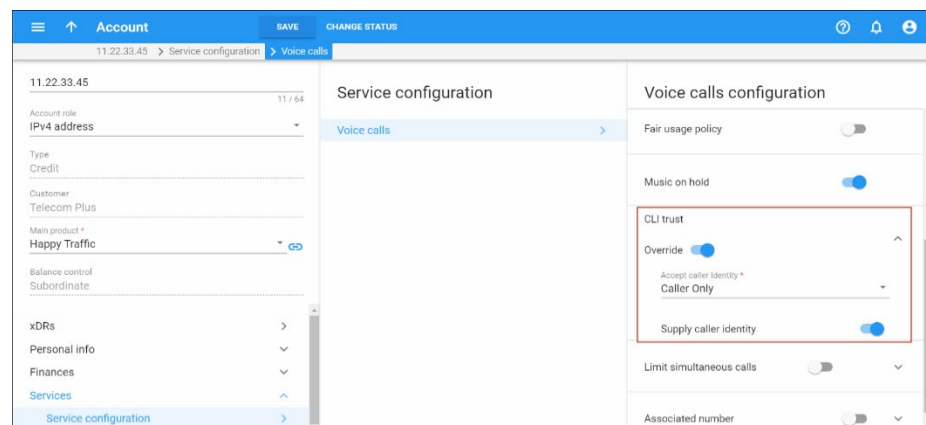 Account
SAVE
CHANGE STATUS
11.22.33.45 > Service configuration > Voice calls
11.22.33.45
11 / 64
Account role
IPv4 address
Type
Credit
Customer
Telecom Plus
Main product *
Happy Traffic
Balance control
Subordinate
xDRs
Personal info
Finances
Services
Service configuration
Service configuration
Voice calls
Voice calls configuration
Fair usage policy
Music on hold
CLI trust
Override
Accept caller identity *
Caller Only
Supply caller identity
Limit simultaneous calls
Associated number